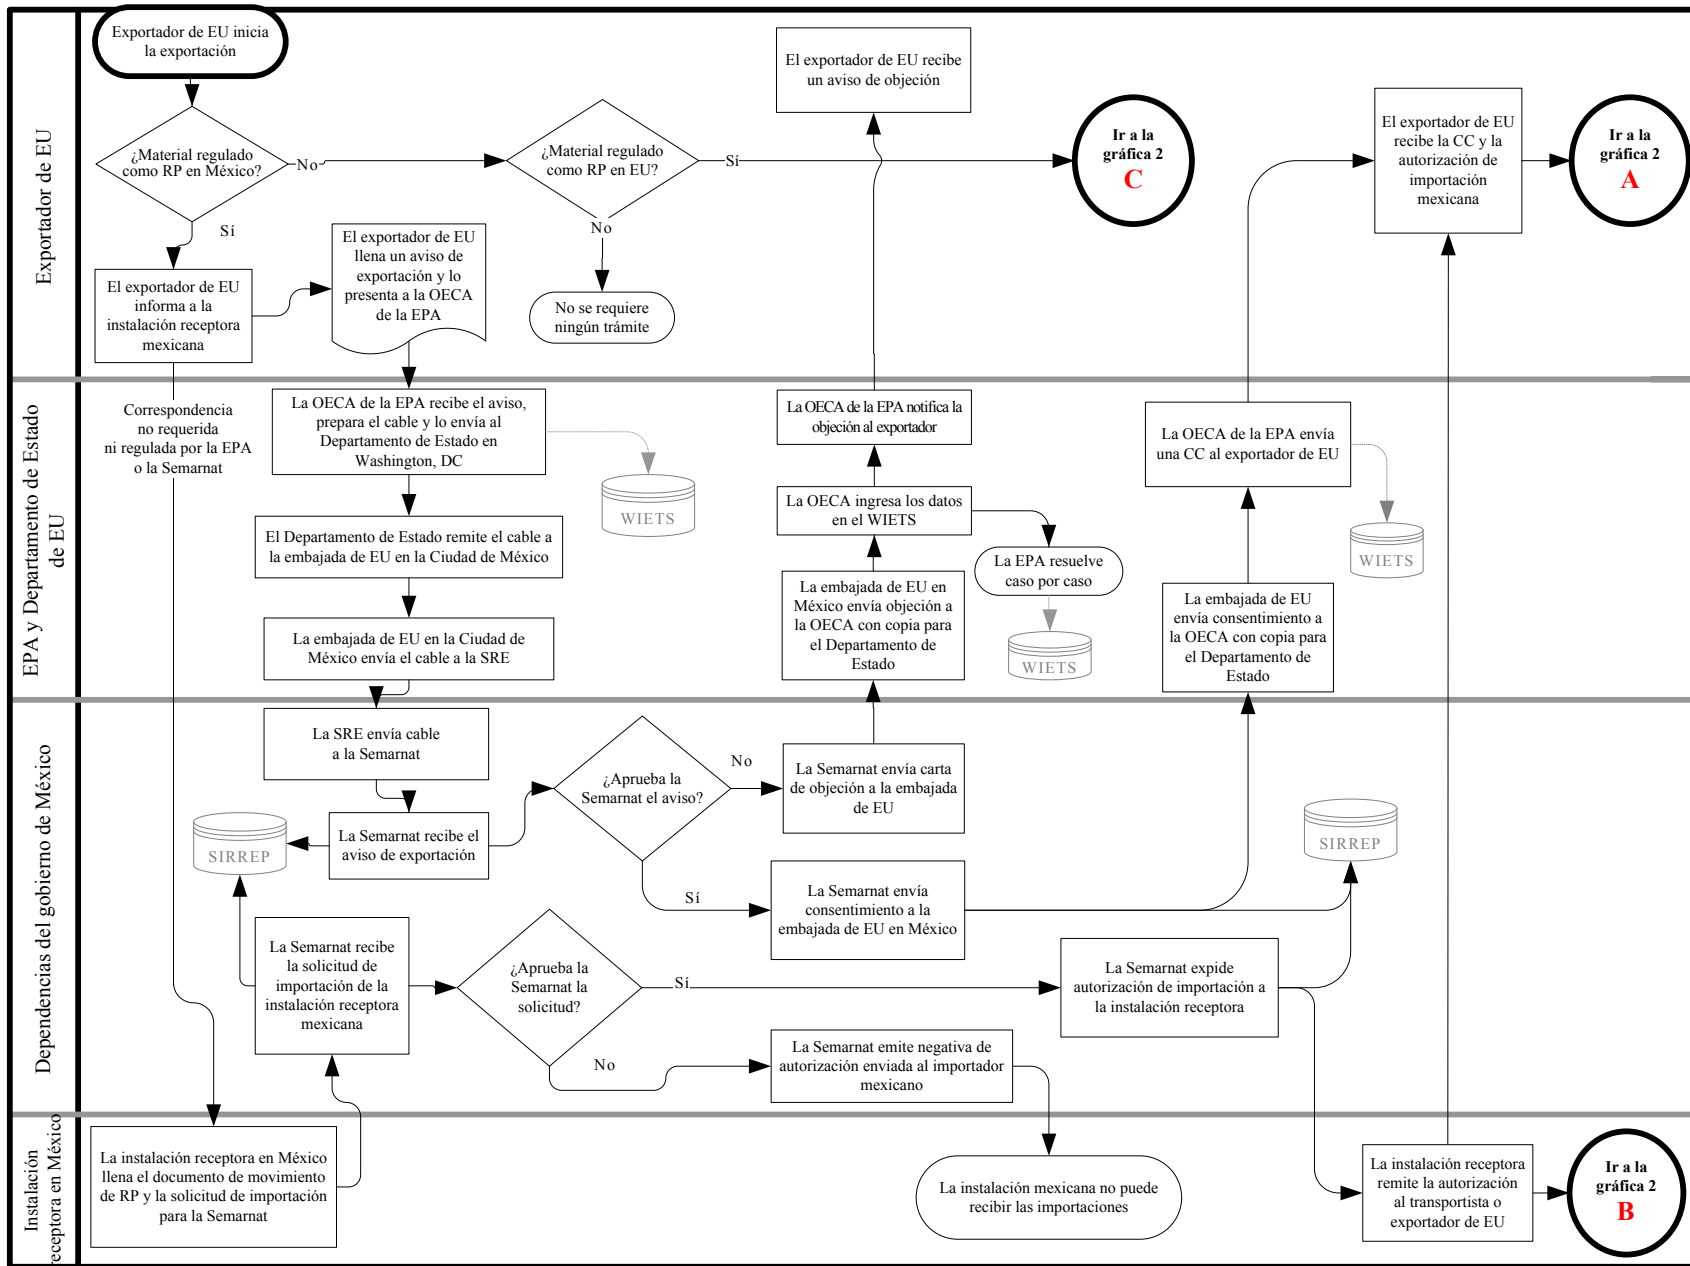 Exportador de EU
Exportador de EU inicia
la exportación
¿Material regulado
como RP en México?
No
¿Material regulado
como RP en EU?
Sí
No
No se requiere
ningún trámite
Sí
El exportador de EU
informa a la
instalación receptora
mexicana
El exportador de EU
llena un aviso de
exportación y lo
presenta a la OECA
de la EPA
El exportador de EU recibe
un aviso de objeción
Ir a la
gráfica 2
C
El exportador de EU
recibe la CC y la
autorización de
importación
mexicana
Ir a la
gráfica 2
A
EPA y Departamento de Estado
de EU
Correspondencia
no requerida
ni regulada por la EPA
o la Semarnat
La OECA de la EPA recibe el aviso,
prepara el cable y lo envía al
Departamento de Estado en
Washington, DC
WIETS
El Departamento de Estado remite el cable a
la embajada de EU en la Ciudad de México
La embajada de EU en la Ciudad de
México envía el cable a la SRE
La OECA de la EPA notifica la
objeción al exportador
La OECA ingresa los datos
en el WIETS
La EPA resuelve
caso por caso
WIETS
La embajada de EU en
México envía objeción a
la OECA con copia para
el Departamento de
Estado
La OECA de la EPA envía
una CC al exportador de EU
WIETS
La embajada de EU
envía consentimiento a
la OECA con copia para
el Departamento de
Estado
Dependencias del gobierno de México
La SRE envía cable
a la Semarnat
La Semarnat recibe el
aviso de exportación
SIRREP
¿Aprueba la
Semarnat el aviso?
No
La Semarnat envía carta
de objeción a la embajada
de EU
Sí
La Semarnat envía
consentimiento a la
embajada de EU en México
SIRREP
La Semarnat recibe
la solicitud de
importación de la
instalación receptora
mexicana
¿Aprueba la
Semarnat la
solicitud?
Sí
La Semarnat expide
autorización de importación a
la instalación receptora
No
La Semarnat emite negativa de
autorización enviada al importador
mexicano
Instalación
receptora en México
La instalación receptora en México
llena el documento de movimiento
de RP y la solicitud de importación
para la Semarnat
La instalación mexicana no puede
recibir las importaciones
La instalación receptora
remite la autorización
al transportista o
exportador de EU
Ir a la
gráfica 2
B